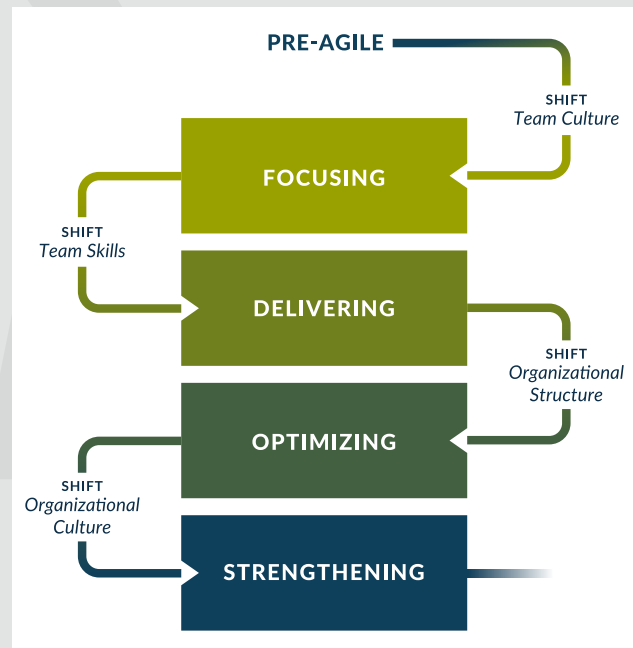 PRE-AGILE
SHIFT
Team Culture
FOCUSING
SHIFT
Team Skills
DELIVERING
SHIFT
Organizational
Structure
OPTIMIZING
SHIFT
Organizational
Culture
STRENGTHENING